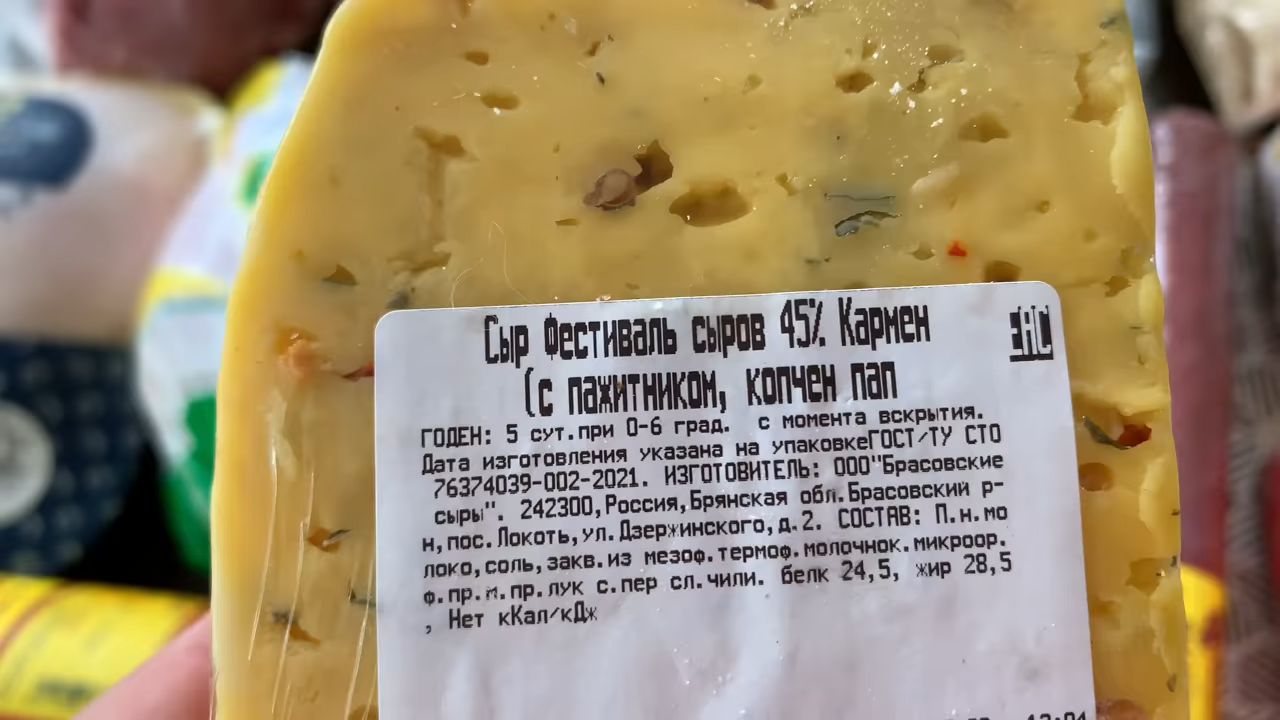 Сыр Фестиваль сыров 45% Кармен
(с пажитником, копчен пап
ЕАС
ГОДЕН: 5 сут.при 0-6 град. с момента вскрытия.
Дата изготовления указана на упаковкеГОСТ/ТУ СТО
76374039-002-2021. ИЗГОТОВИТЕЛЬ: ООО"Брасовские
сыры". 242300,Россия,Брянская обл.Брасовский р-
н,пос.Локоть,ул.Дзержинского,д.2. СОСТАВ: П.н.мо
локо,соль,закв.из мезоф.термоф.молочнок.микроор.
ф.пр.м.пр.лук с.пер сл.чили. белк 24,5, жир 28,5
, Нет кКал/кДж